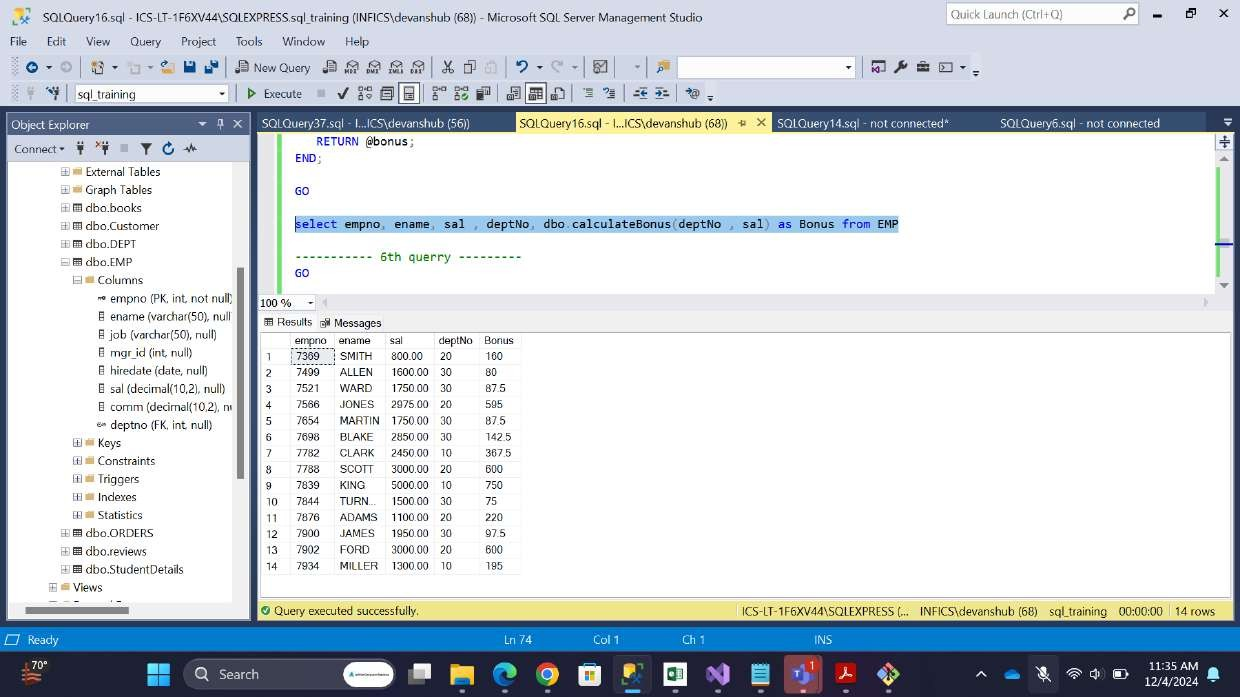 SQLQuery16.sql - ICS-LT-1F6XV44\SQLEXPRESS.sql_training (INFICS\devanshub (68)) - Microsoft SQL Server Management Studio
Quick Launch (Ctrl+Q)
File Edit View Query Project Tools Window Help
New Query
MDX DMX XMLA DAX
sql_training Execute
Object Explorer
SQLQuery37.sql - I...ICS\devanshub (56)) SQLQuery16.sql - I...ICS\devanshub (68)) SQLQuery14.sql - not connected* SQLQuery6.sql - not connected
Connect
External Tables
Graph Tables
dbo.books
dbo.Customer
dbo.DEPT
dbo.EMP
Columns
empno (PK, int, not null)
ename (varchar(50), null
job (varchar(50), null)
mgr_id (int, null)
hiredate (date, null)
sal (decimal(10,2), null)
comm (decimal(10,2), nu
deptno (FK, int, null)
Keys
Constraints
Triggers
Indexes
Statistics
dbo.ORDERS
dbo.reviews
dbo.StudentDetails
Views
RETURN @bonus;
END;
GO
select empno, ename, sal , deptNo, dbo.calculateBonus(deptNo , sal) as Bonus from EMP
----------- 6th querry ---------
GO
100 %
Results Messages
empno ename sal deptNo Bonus
1 7369 SMITH 800.00 20 160
2 7499 ALLEN 1600.00 30 80
3 7521 WARD 1750.00 30 87.5
4 7566 JONES 2975.00 20 595
5 7654 MARTIN 1750.00 30 87.5
6 7698 BLAKE 2850.00 30 142.5
7 7782 CLARK 2450.00 10 367.5
8 7788 SCOTT 3000.00 20 600
9 7839 KING 5000.00 10 750
10 7844 TURN... 1500.00 30 75
11 7876 ADAMS 1100.00 20 220
12 7900 JAMES 1950.00 30 97.5
13 7902 FORD 3000.00 20 600
14 7934 MILLER 1300.00 10 195
Query executed successfully. ICS-LT-1F6XV44\SQLEXPRESS (... INFICS\devanshub (68) sql_training 00:00:00 14 rows
Ready Ln 74 Col 1 Ch 1 INS
70°
Search
1
11:35 AM
12/4/2024